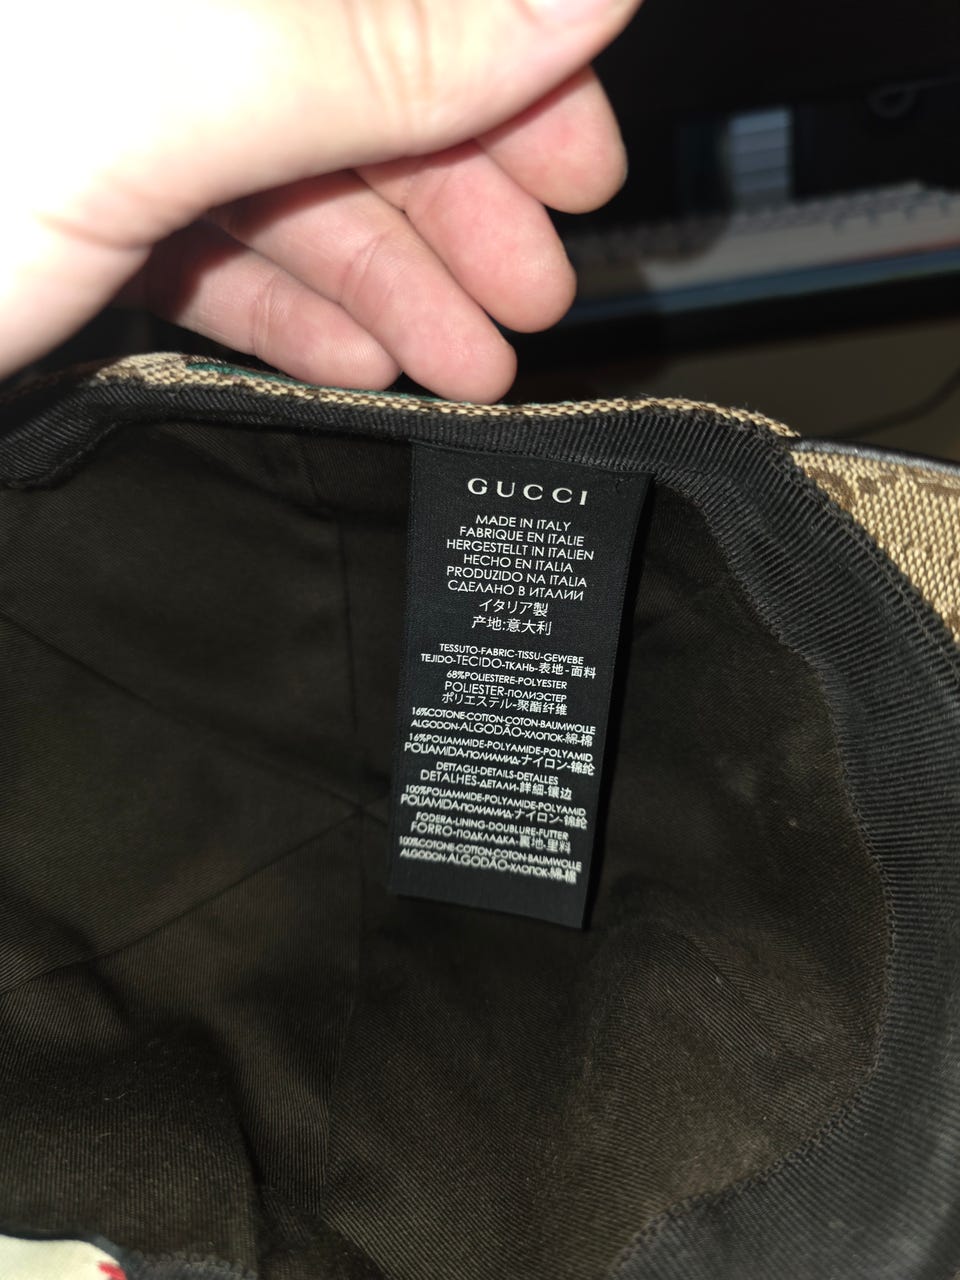 GUCCI
MADE IN ITALY
FABRIQUE EN ITALIE
HERGESTELLT IN ITALIEN
HECHO EN ITALIA
PRODUZIDO NA ITALIA
СДЕЛАНО В ИТАЛИИ
イタリア製
产地:意大利
TESSUTO-FABRIC-TISSU-GEWEBE
TEJIDO-TECIDO-ТКАНЬ-表地-面料
68%POLIESTERE-POLYESTER
POLIESTER-ПОЛИЭСТЕР
ポリエステル-聚酯纤维
16%COTONE-COTTON-COTON-BAUMWOLLE
ALGODON-ALGODÃO-ХЛОПОК-綿-棉
16%POLIAMMIDE-POLYAMIDE-POLYAMID
POLIAMIDA-ПОЛИАМИД-ナイロン-锦纶
DETTAGLI-DETAILS-DETALLES
DETALHES-ДЕТАЛИ-詳細-镶边
100%POLIAMMIDE-POLYAMIDE-POLYAMID
POLIAMIDA-ПОЛИАМИД-ナイロン-锦纶
FODERA-LINING-DOUBLURE-FUTTER
FORRO-ПОДКЛАДКА-裏地-里料
100%COTONE-COTTON-COTON-BAUMWOLLE
ALGODON-ALGODÃO-ХЛОПОК-綿-棉